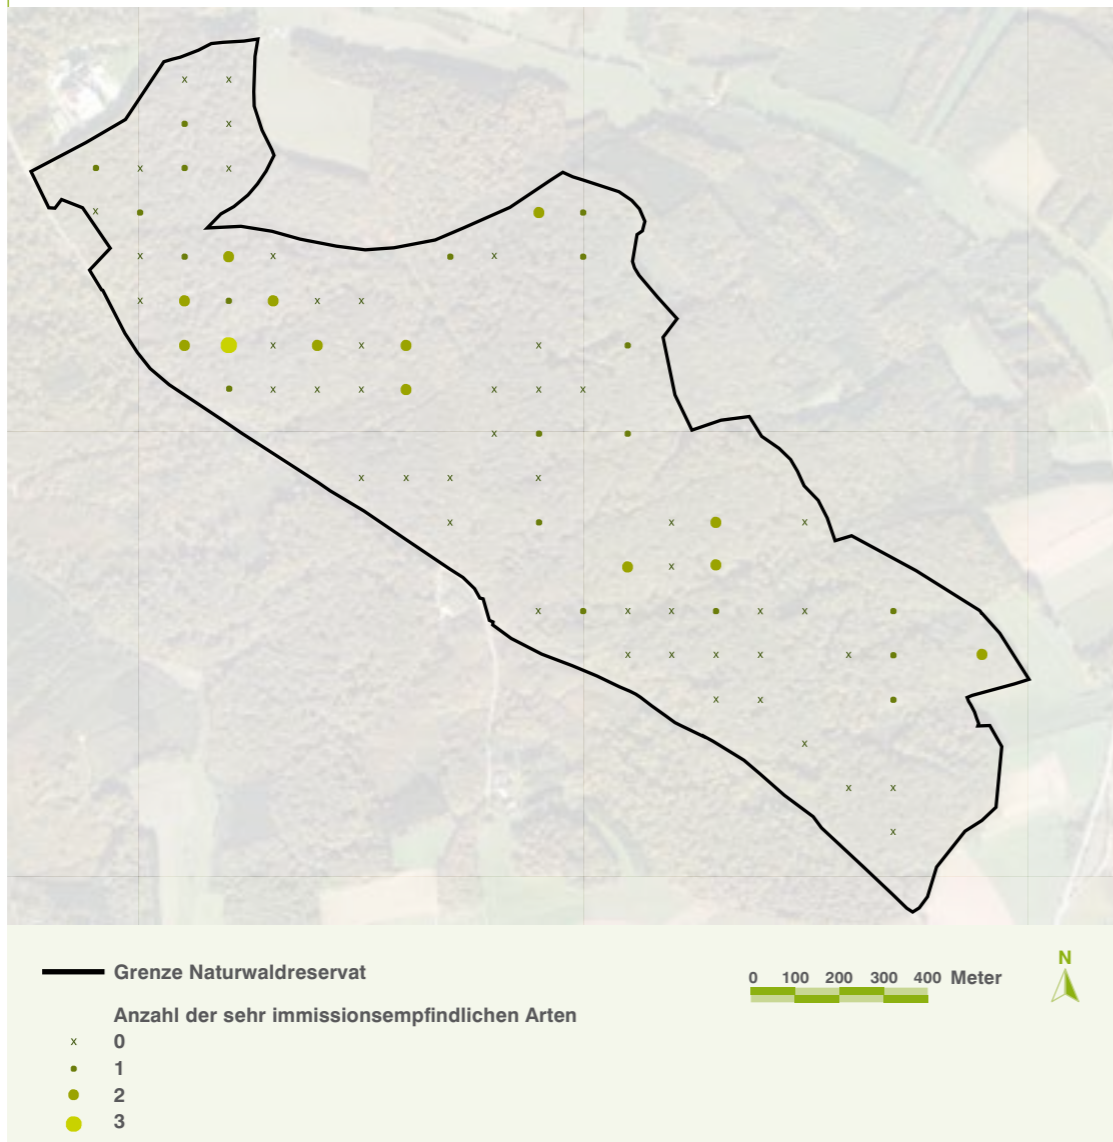 Grenze Naturwaldreservat
Anzahl der sehr immissionsempfindlichen Arten
x 0
1
2
3
0 100 200 300 400 Meter
N